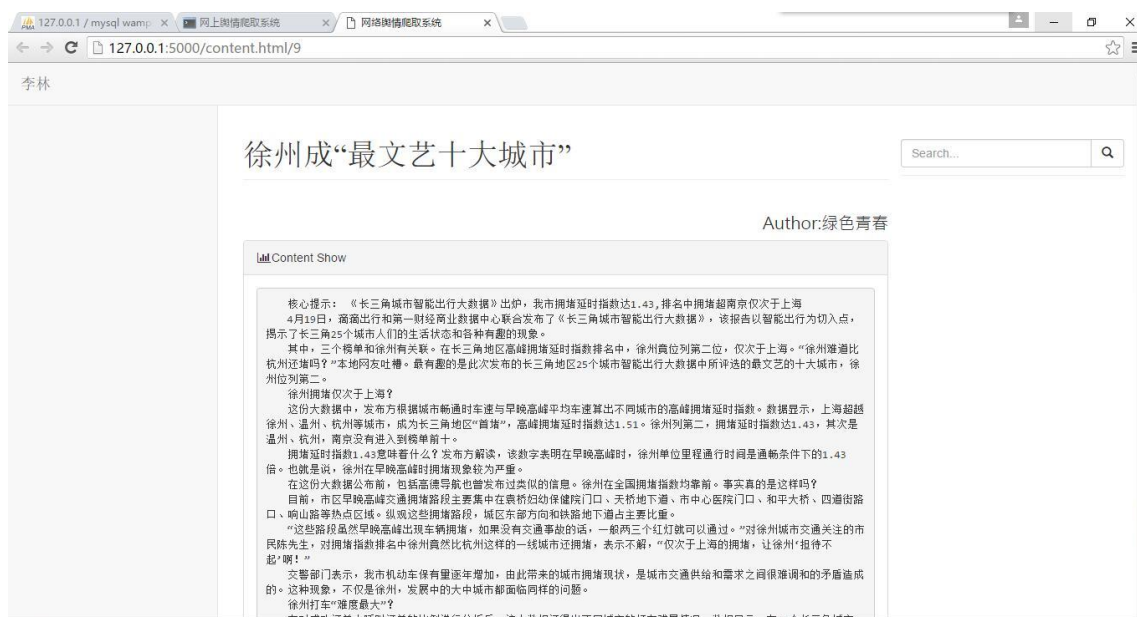 127.0.0.1 / mysql wamp
网上舆情爬取系统
网络舆情爬取系统
127.0.0.1:5000/content.html/9
李林
徐州成“最文艺十大城市”
Search...
Author:绿色青春
Content Show
核心提示: 《长三角城市智能出行大数据》出炉，我市拥堵延时指数达1.43,排名中拥堵超南京仅次于上海
4月19日，滴滴出行和第一财经商业数据中心联合发布了《长三角城市智能出行大数据》，该报告以智能出行为切入点，
揭示了长三角25个城市人们的生活状态和各种有趣的现象。
其中，三个榜单和徐州有关联。在长三角地区高峰拥堵延时指数排名中，徐州竟位列第二位，仅次于上海。“徐州难道比
杭州还堵吗？”本地网友吐槽。最有趣的是此次发布的长三角地区25个城市智能出行大数据中所评选的最文艺的十大城市，徐
州位列第二。
徐州拥堵仅次于上海?
这份大数据中，发布方根据城市畅通时车速与早晚高峰平均车速算出不同城市的高峰拥堵延时指数。数据显示，上海超越
徐州、温州、杭州等城市，成为长三角地区“首堵”，高峰拥堵延时指数达1.51。徐州列第二，拥堵延时指数达1.43，其次是
温州、杭州，南京没有进入到榜单前十。
拥堵延时指数1.43意味着什么？发布方解读，该数字表明在早晚高峰时，徐州单位里程通行时间是通畅条件下的1.43
倍。也就是说，徐州在早晚高峰时拥堵现象较为严重。
在这份大数据公布前，包括高德导航也曾发布过类似的信息。徐州在全国拥堵指数均靠前。事实真的是这样吗?
目前，市区早晚高峰交通拥堵路段主要集中在袁桥妇幼保健院门口、天桥地下道、市中心医院门口、和平大桥、四道街路
口、响山路等热点区域。纵观这些拥堵路段，城区东部方向和铁路地下道占主要比重。
“这些路段虽然早晚高峰出现车辆拥堵，如果没有交通事故的话，一般两三个红灯就可以通过。”对徐州城市交通关注的市
民陈先生，对拥堵指数排名中徐州竟然比杭州这样的一线城市还拥堵，表示不解，“仅次于上海的拥堵，让徐州‘担待不
起’啊！”
交警部门表示，我市机动车保有量逐年增加，由此带来的城市拥堵现状，是城市交通供给和需求之间很难调和的矛盾造成
的。这种现象，不仅是徐州，发展中的大中城市都面临同样的问题。
徐州打车“难度最大”?